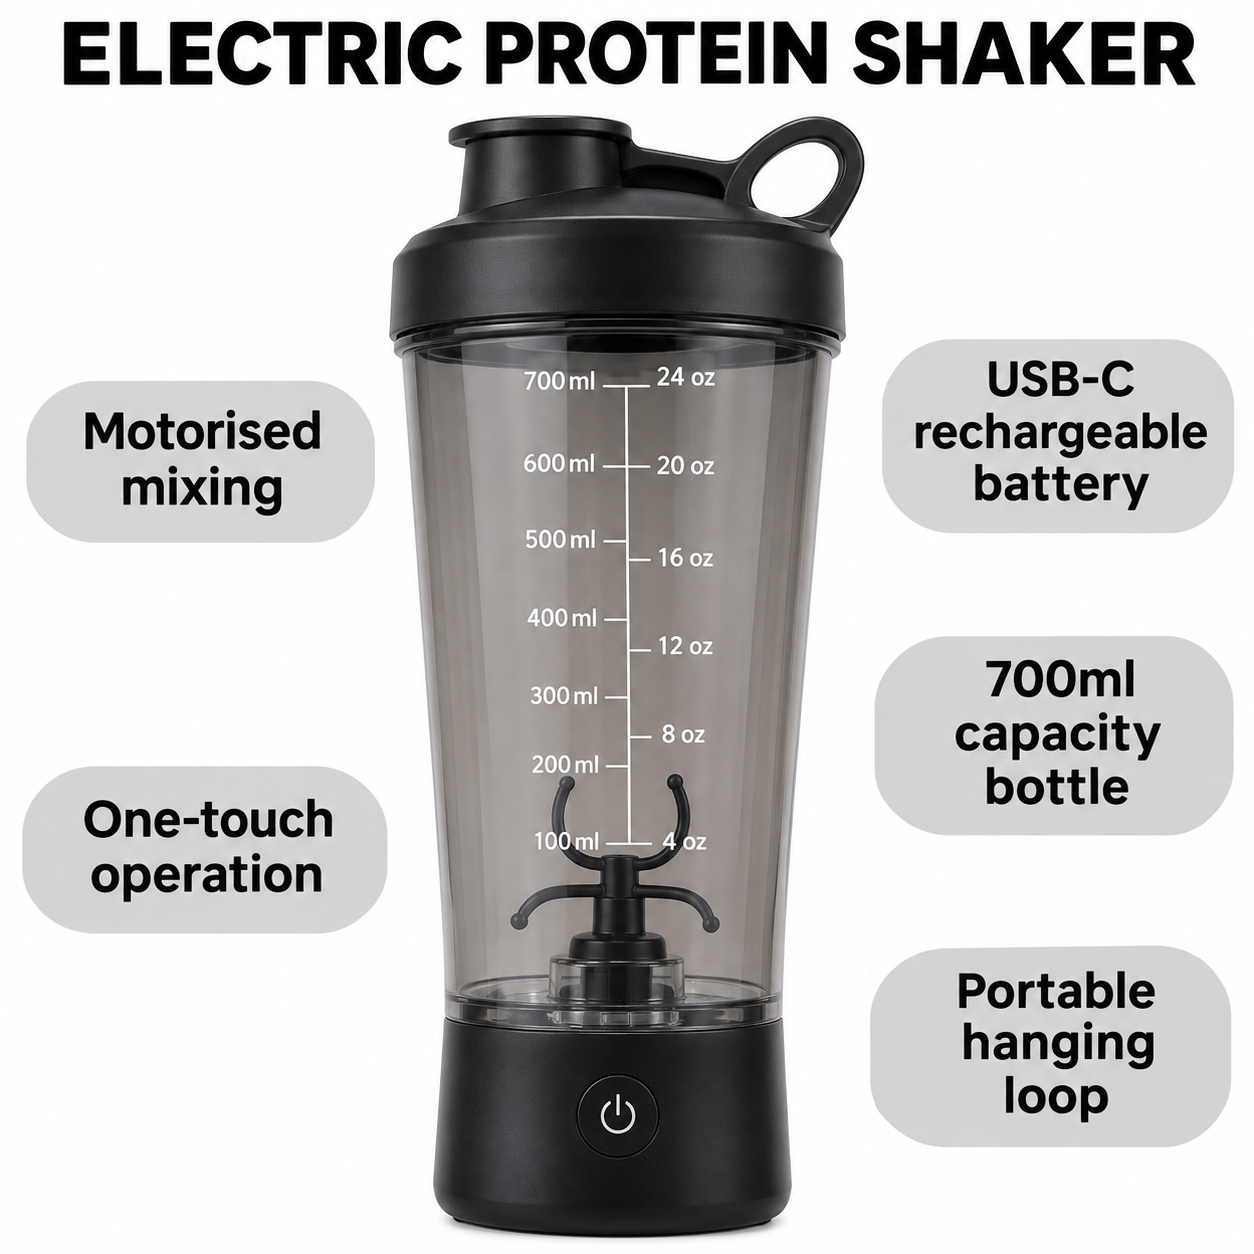 ELECTRIC PROTEIN SHAKER
Motorised
mixing
One-touch
operation
700 ml 24 oz
600 ml 20 oz
500 ml
16 oz
400 ml
12 oz
300 ml
8 oz
200 ml
100 ml 4 oz
USB-C
rechargeable
battery
700ml
capacity
bottle
Portable
hanging
loop